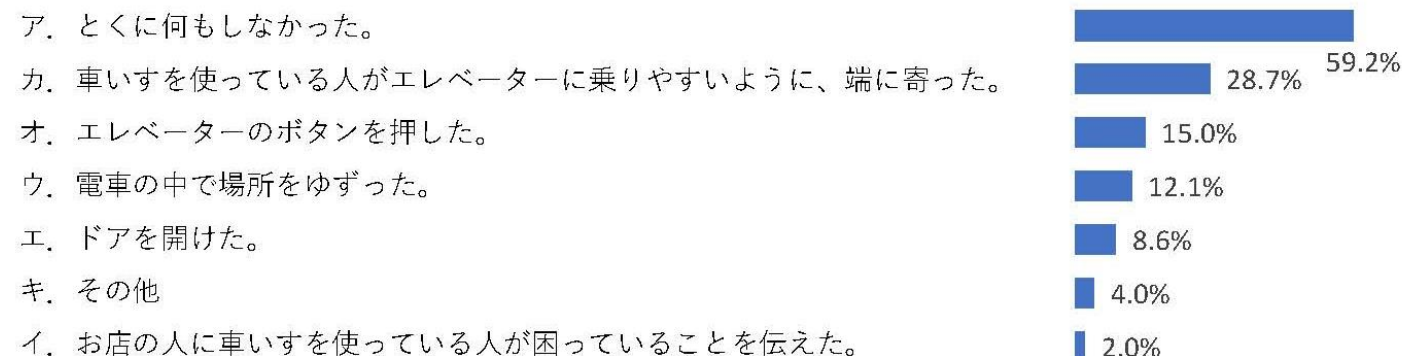 ア．とくに何もしなかった。 59.2%
カ．車いすを使っている人がエレベーターに乗りやすいように、端に寄った。 28.7%
オ．エレベーターのボタンを押した。 15.0%
ウ．電車の中で場所をゆずった。 12.1%
エ．ドアを開けた。 8.6%
キ．その他 4.0%
イ．お店の人に車いすを使っている人が困っていることを伝えた。 2.0%